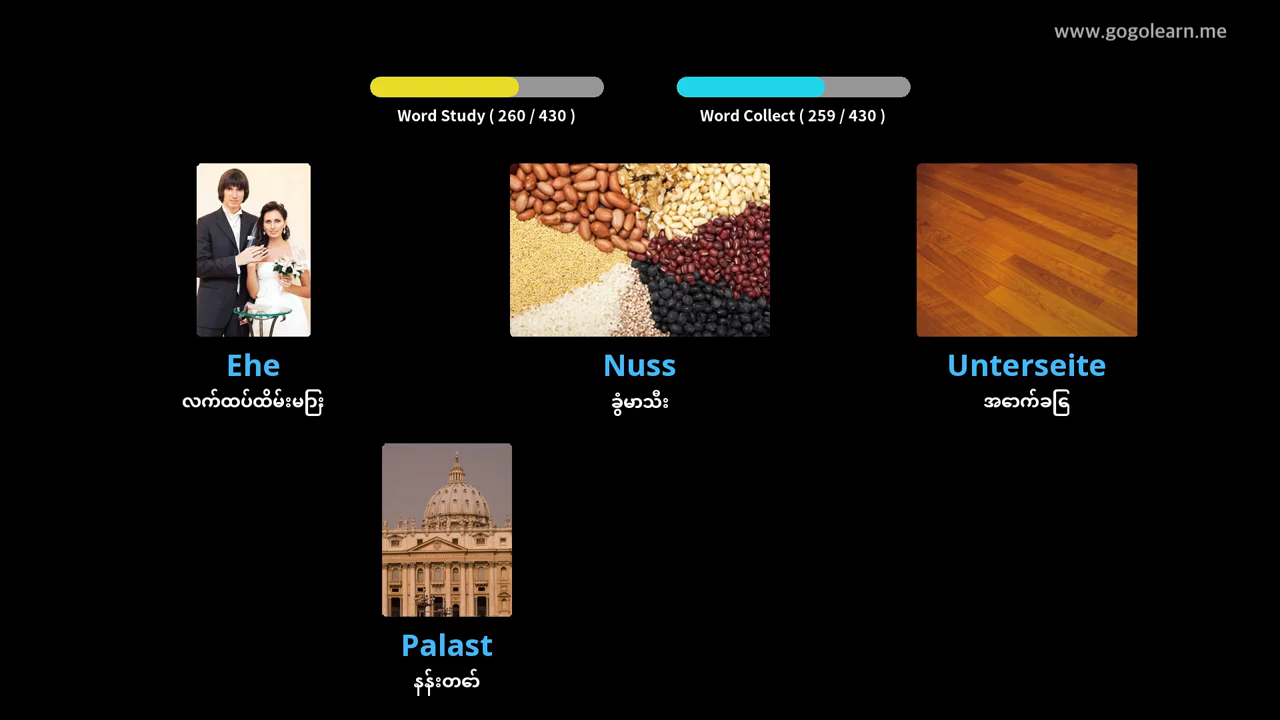 www.gogolearn.me
Word Study ( 260 / 430 )
Word Collect ( 259 / 430 )
Ehe
လက်ထပ်ထိမ်းမြား
Nuss
ခွံမာသီး
Unterseite
အောက်ခြေ
Palast
နန်းတော်